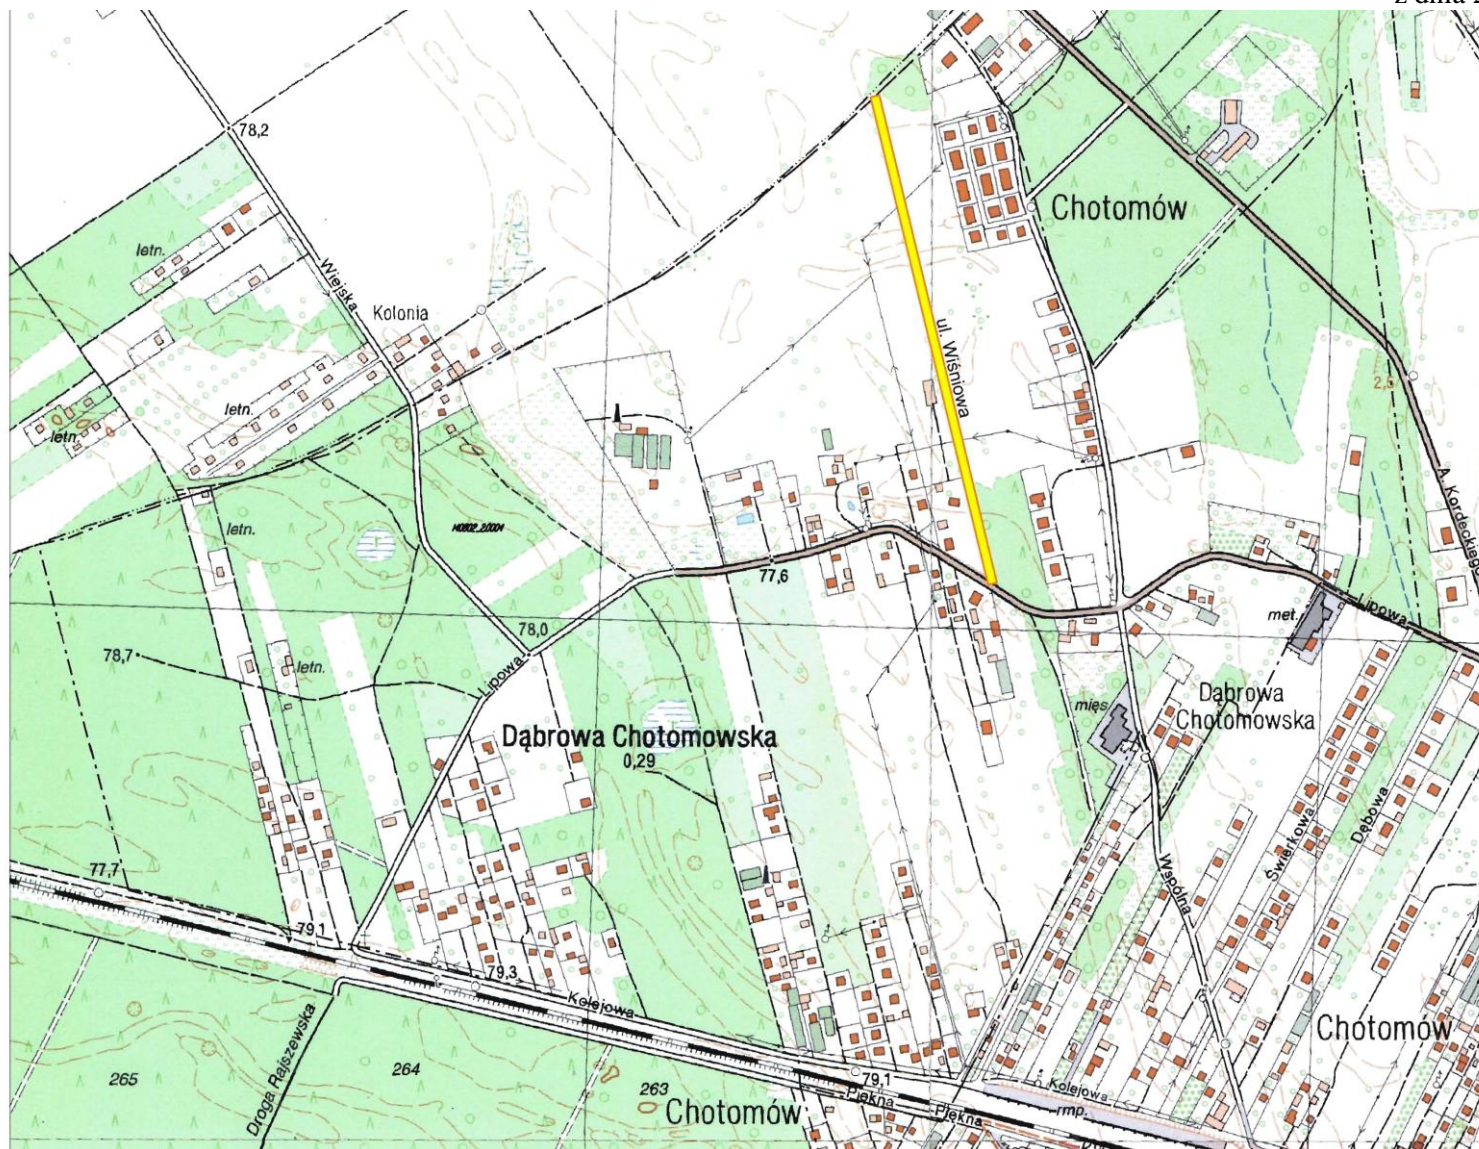 z dnia 2
78,2
letn.
Wiejska
Kolonia
letn.
letn.
letn.
Chotomów
ul. Wiśniowa
2,5
A. Kordeckiego
77,6
78,0
78,7
letn.
Lipowa
Lipowa
met.
Dąbrowa
Chotomowska
mięs.
Dąbrowa Chotomowska
0,29
Świerkowa
Dębowa
Wspólna
77,7
79,1
79,3
Kolejowa
Droga Rajszewska
265
264
263
Chotomów
79,1
Piękna
Piękna
Kolejowa
rmp.
Chotomów